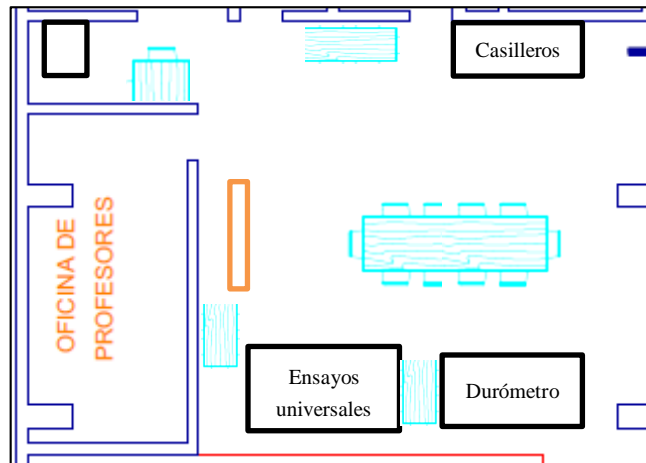 Casilleros
OFICINA DE
PROFESORES
Ensayos
universales
Durómetro